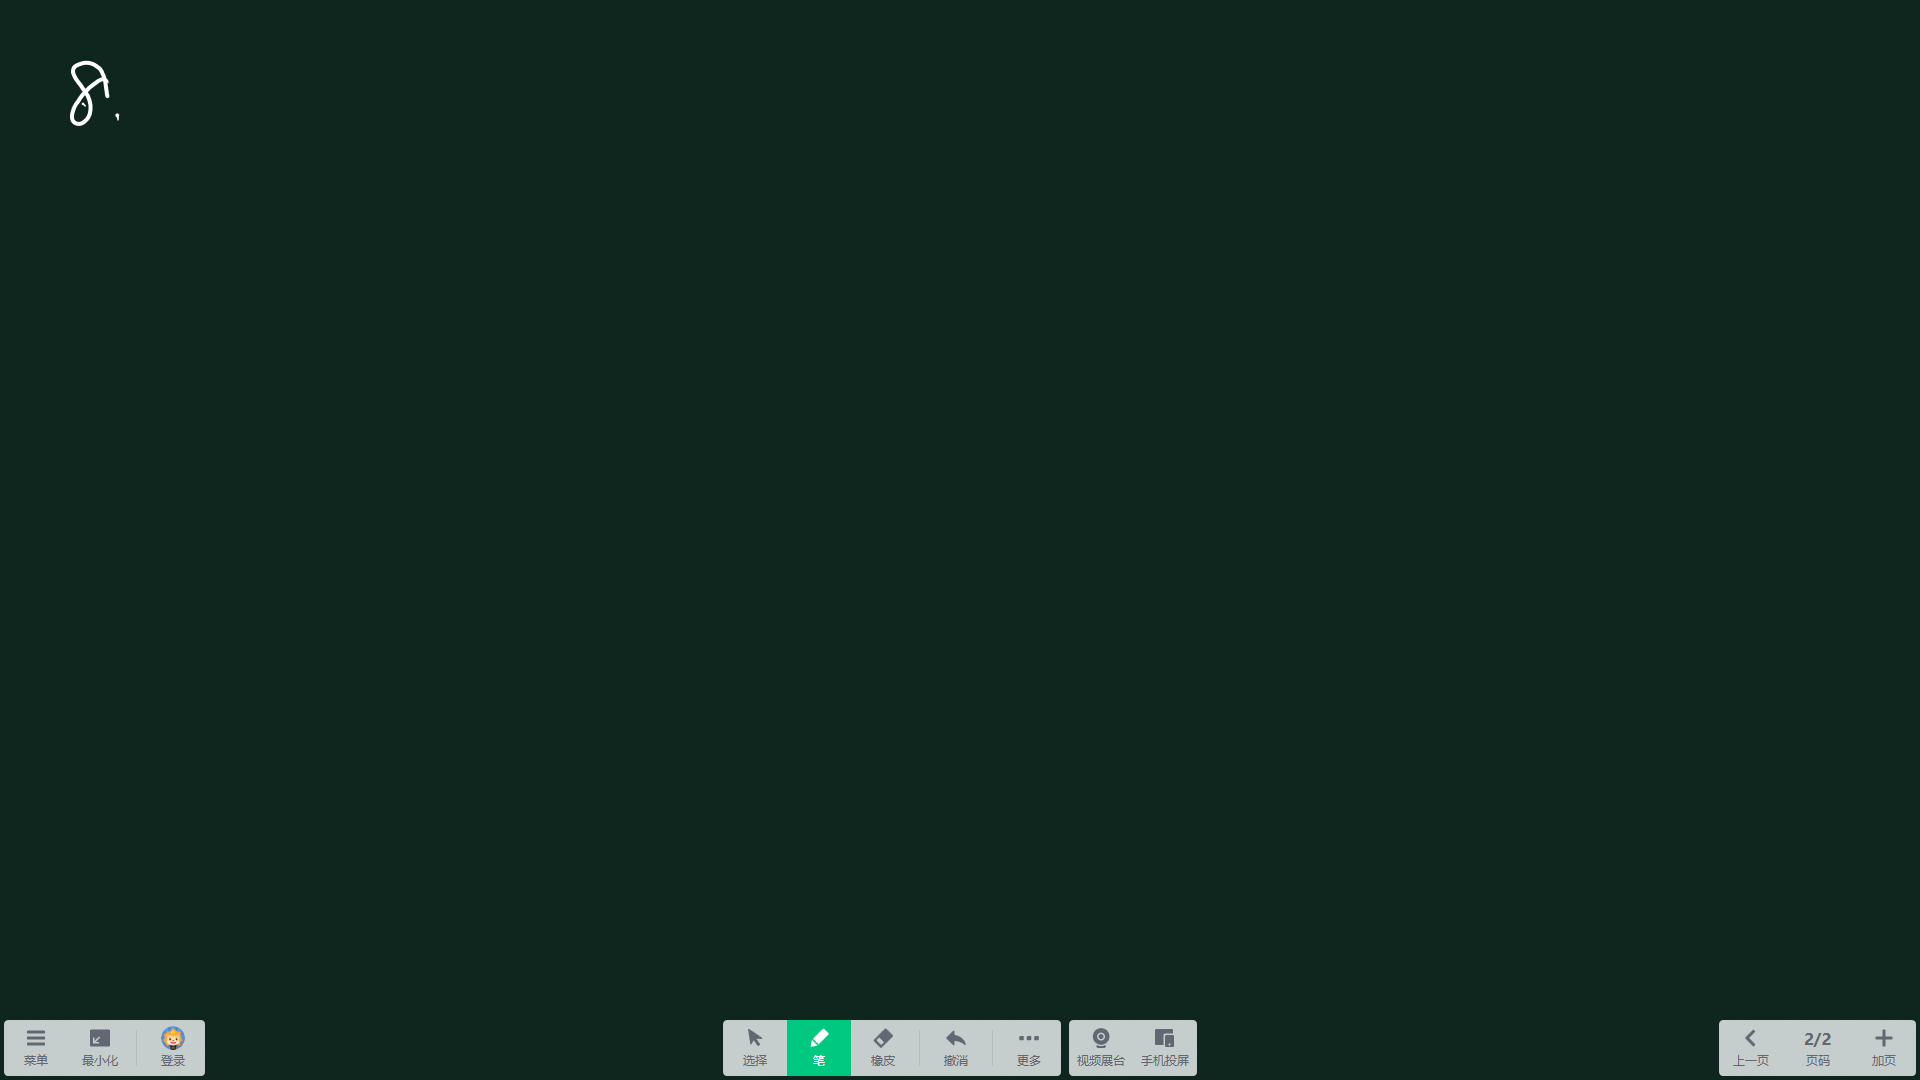 8.
菜单 最小化 登录 选择 笔 橡皮 撤消 更多 视频展台 手机投屏 上一页 2/2 页码 加页